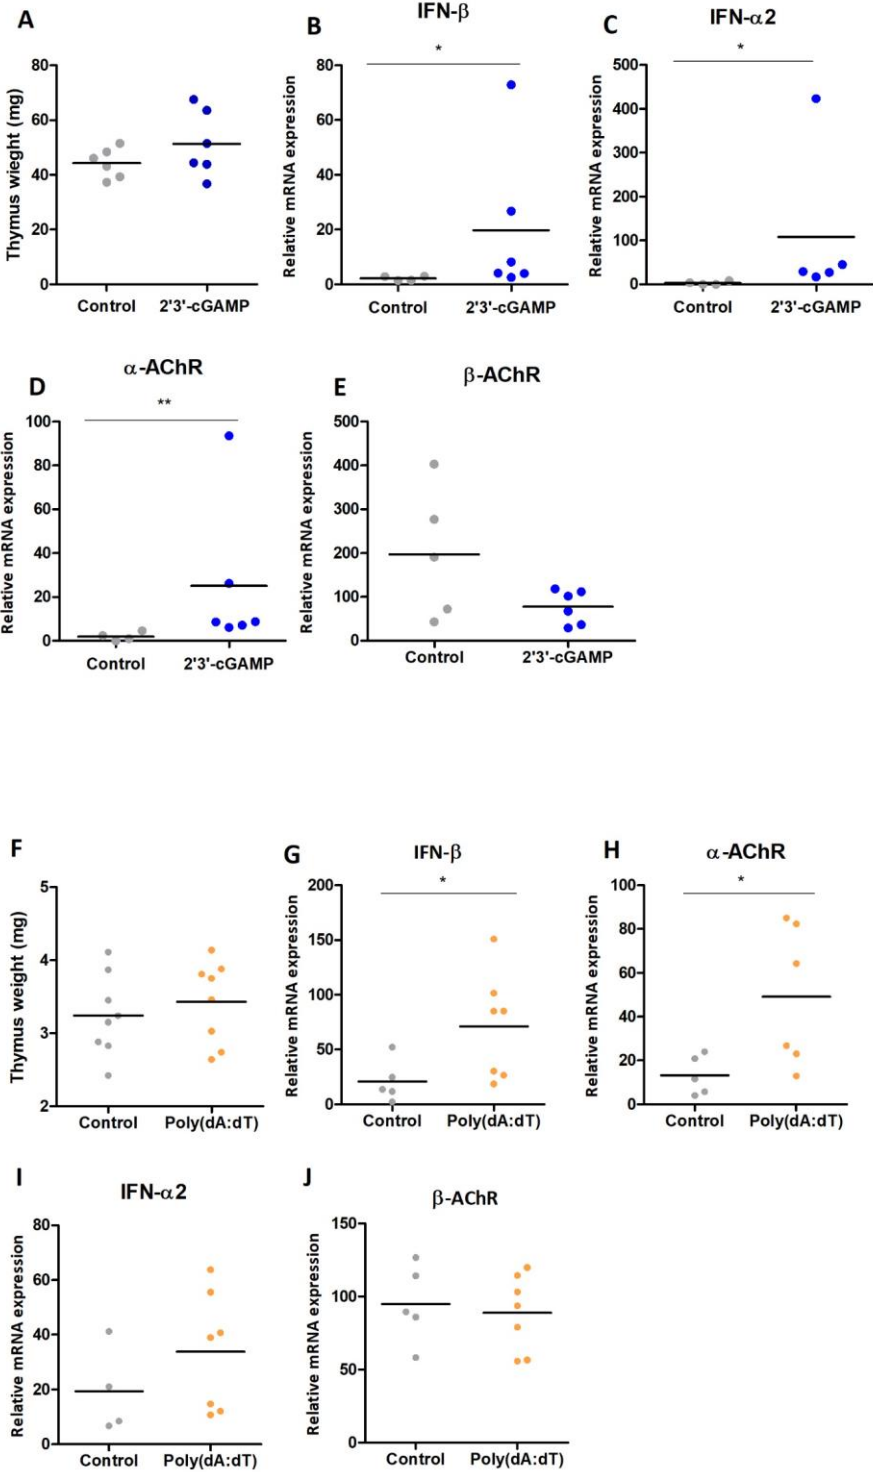 A
Thymus wieght (mg)
80
60
40
20
0
Control 2'3'-cGAMP
B
IFN-β
*
Relative mRNA expression
80
60
40
20
0
Control 2'3'-cGAMP
C
IFN-α2
*
Relative mRNA expression
500
400
300
200
100
0
Control 2'3'-cGAMP
D
α-AChR
**
Relative mRNA expression
100
80
60
40
20
0
Control 2'3'-cGAMP
E
β-AChR
Relative mRNA expression
500
400
300
200
100
0
Control 2'3'-cGAMP
F
Thymus weight (mg)
5
4
3
2
Control Poly(dA:dT)
G
IFN-β
*
Relative mRNA expression
200
150
100
50
0
Control Poly(dA:dT)
H
α-AChR
*
Relative mRNA expression
100
80
60
40
20
0
Control Poly(dA:dT)
I
IFN-α2
Relative mRNA expression
80
60
40
20
0
Control Poly(dA:dT)
J
β-AChR
Relative mRNA expression
150
100
50
0
Control Poly(dA:dT)